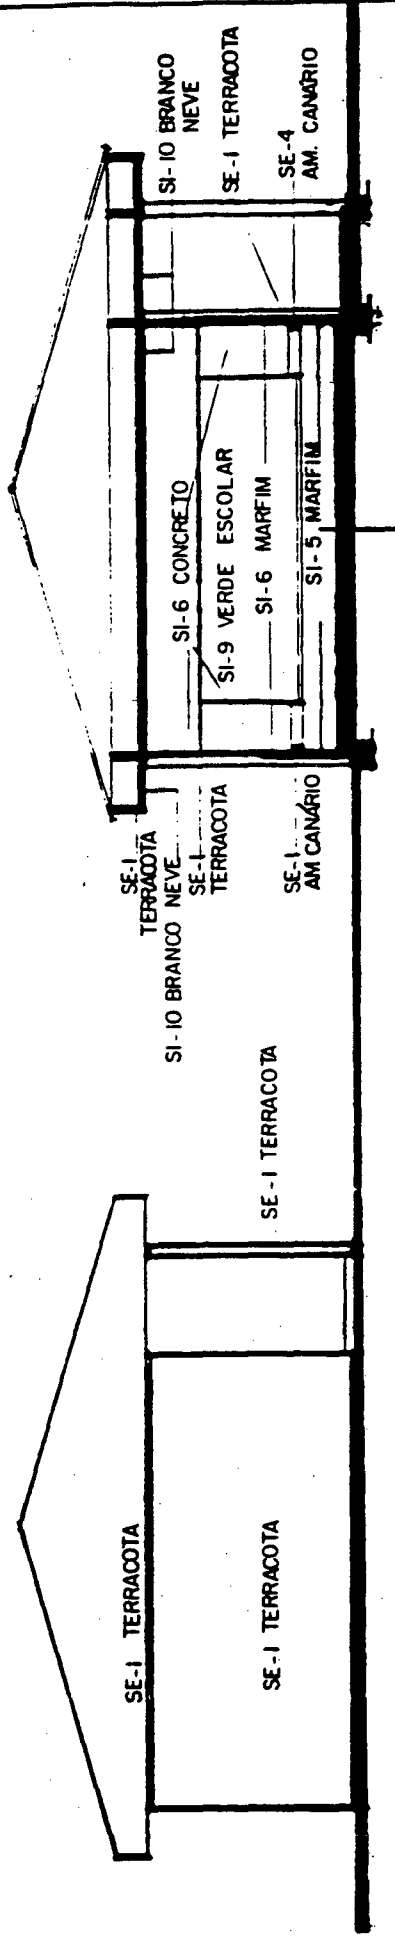 SE-1 TERRACOTA
SE-1 TERRACOTA
SE-1 TERRACOTA
SE-1
TERRACOTA
SI-10 BRANCO NEVE
SE-1
TERRACOTA
SE-1
AM CANÁRIO
SI-6 CONCRETO
SI-9 VERDE ESCOLAR
SI-6 MARFIM
SI-5 MARFIM
SI-10 BRANCO
NEVE
SE-1 TERRACOTA
SE-4
AM. CANÁRIO